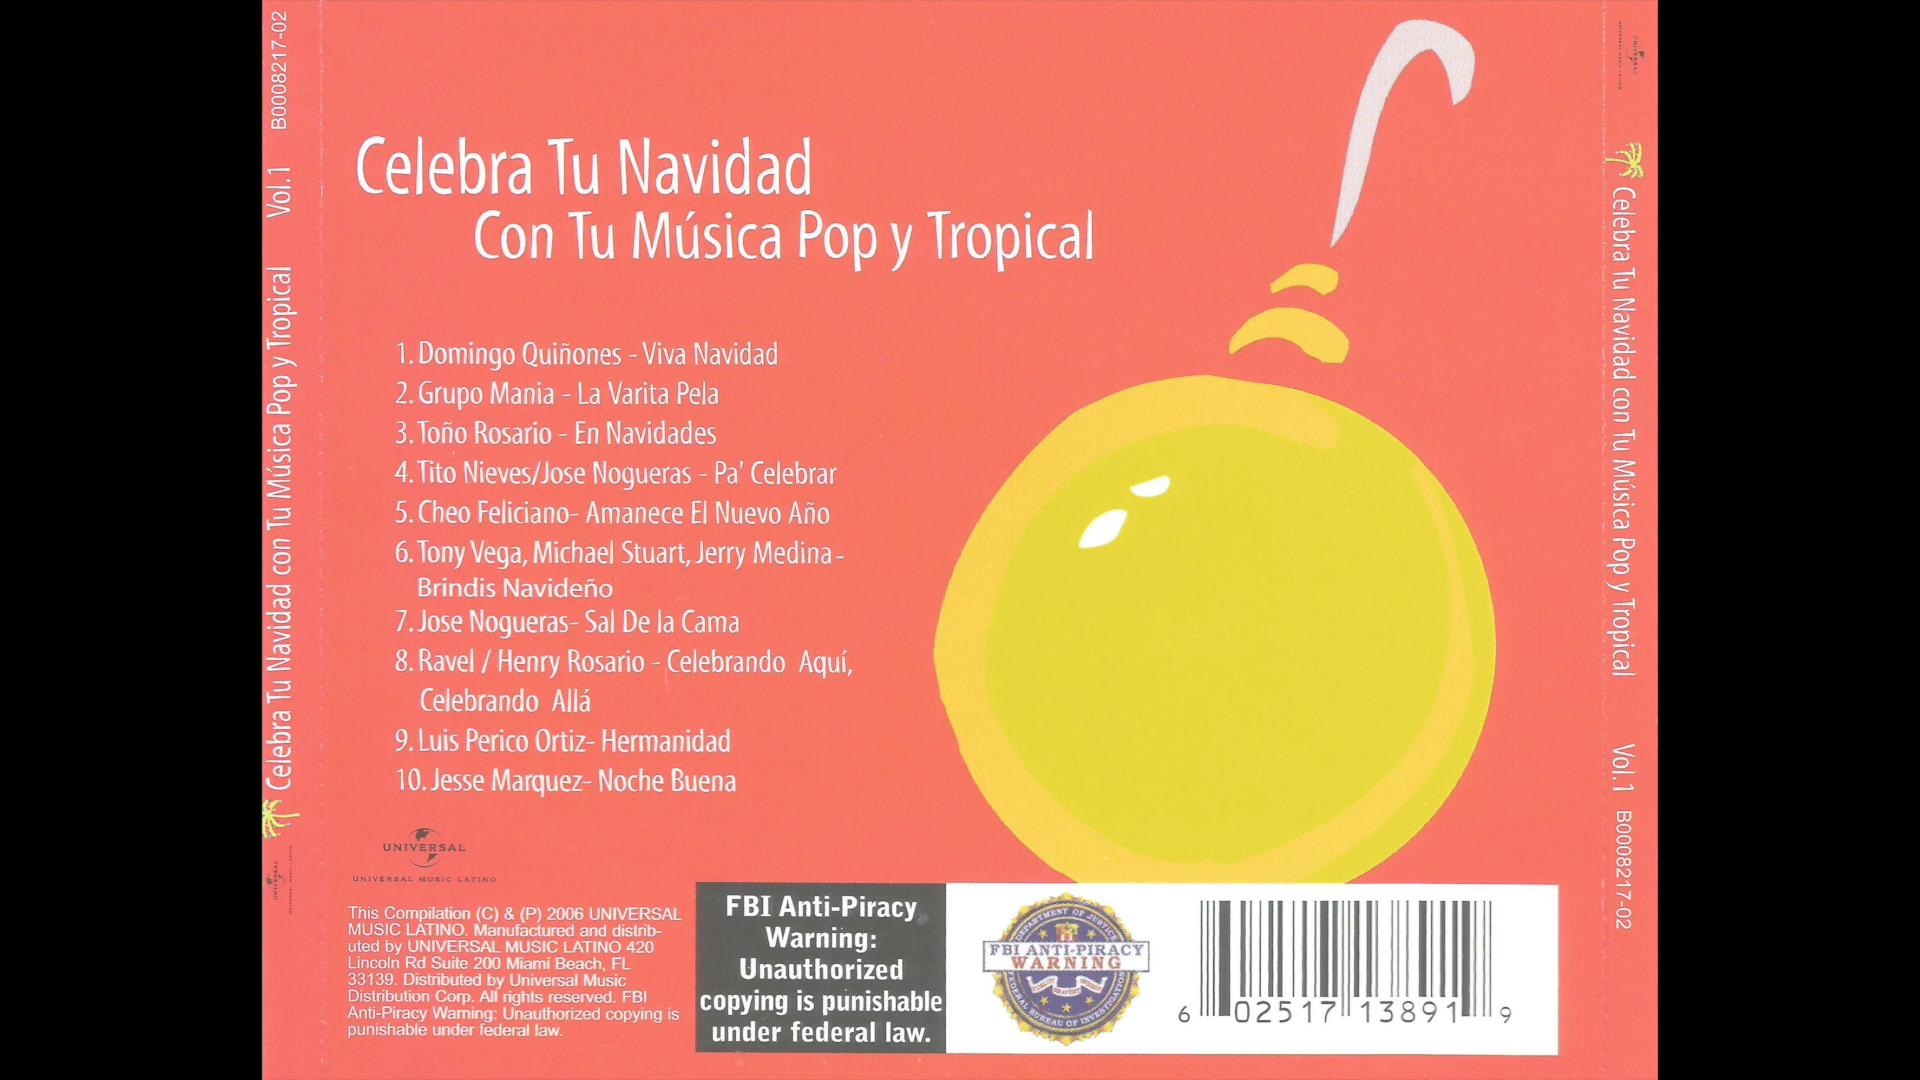 B0008217-02
Vol.1
Celebra Tu Navidad con Tu Música Pop y Tropical
Celebra Tu Navidad
Con Tu Música Pop y Tropical
1. Domingo Quiñones - Viva Navidad
2. Grupo Mania - La Varita Pela
3. Toño Rosario - En Navidades
4. Tito Nieves/Jose Nogueras - Pa' Celebrar
5. Cheo Feliciano- Amanece El Nuevo Año
6. Tony Vega, Michael Stuart, Jerry Medina -
Brindis Navideño
7. Jose Nogueras- Sal De la Cama
8. Ravel / Henry Rosario - Celebrando Aquí,
Celebrando Allá
9. Luis Perico Ortiz- Hermanidad
10. Jesse Marquez- Noche Buena
UNIVERSAL
UNIVERSAL MUSIC LATINO
This Compilation (C) & (P) 2006 UNIVERSAL
MUSIC LATINO. Manufactured and distrib-
uted by UNIVERSAL MUSIC LATINO 420
Lincoln Rd Suite 200 Miami Beach, FL
33139. Distributed by Universal Music
Distribution Corp. All rights reserved. FBI
Anti-Piracy Warning: Unauthorized copying is
punishable under federal law.
FBI Anti-Piracy
Warning:
Unauthorized
copying is punishable
under federal law.
DEPARTMENT OF JUSTICE
FBI ANTI-PIRACY
WARNING
FEDERAL BUREAU OF INVESTIGATION
6 02517 13891 9
UNIVERSAL
Celebra Tu Navidad con Tu Música Pop y Tropical
Vol.1
B0008217-02